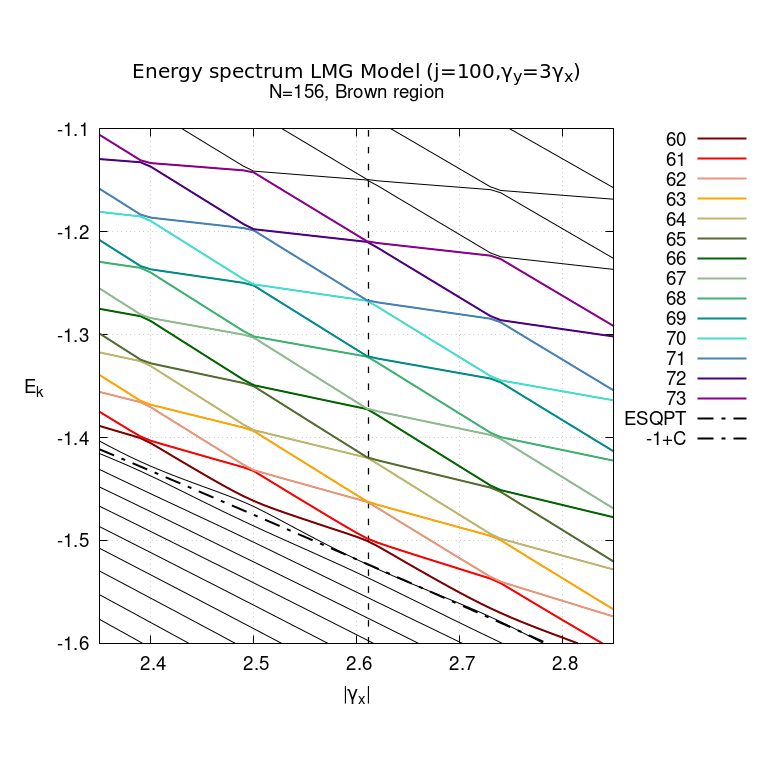 Energy spectrum LMG Model (j=100,γy=3γx)
N=156, Brown region
-1.1
-1.2
-1.3
-1.4
-1.5
-1.6
Ek
2.4 2.5 2.6 2.7 2.8
|γx|
60
61
62
63
64
65
66
67
68
69
70
71
72
73
ESQPT
-1+C